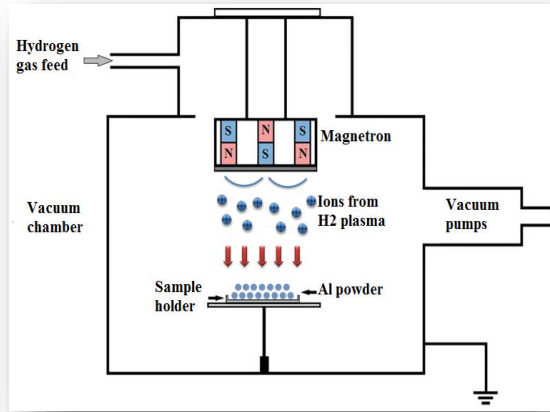 Hydrogen
gas feed
S
N
S
N
S
N
Magnetron
Ions from
H2 plasma
Vacuum
chamber
Vacuum
pumps
Sample
holder
Al powder